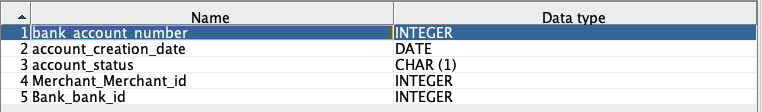 Name Data type
1 bank_account_number INTEGER
2 account_creation_date DATE
3 account_status CHAR (1)
4 Merchant_Merchant_id INTEGER
5 Bank_bank_id INTEGER